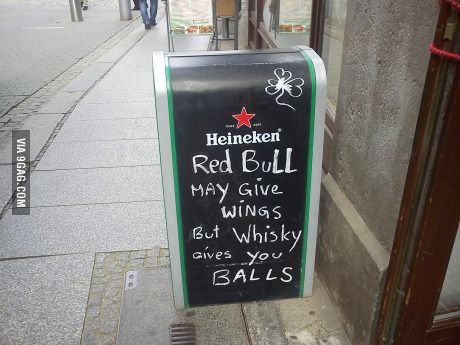 Heineken
Red BuLL
MAY Give
wiNGs
But Whisky
Gives you
BALLS
VIA 9GAG.COM